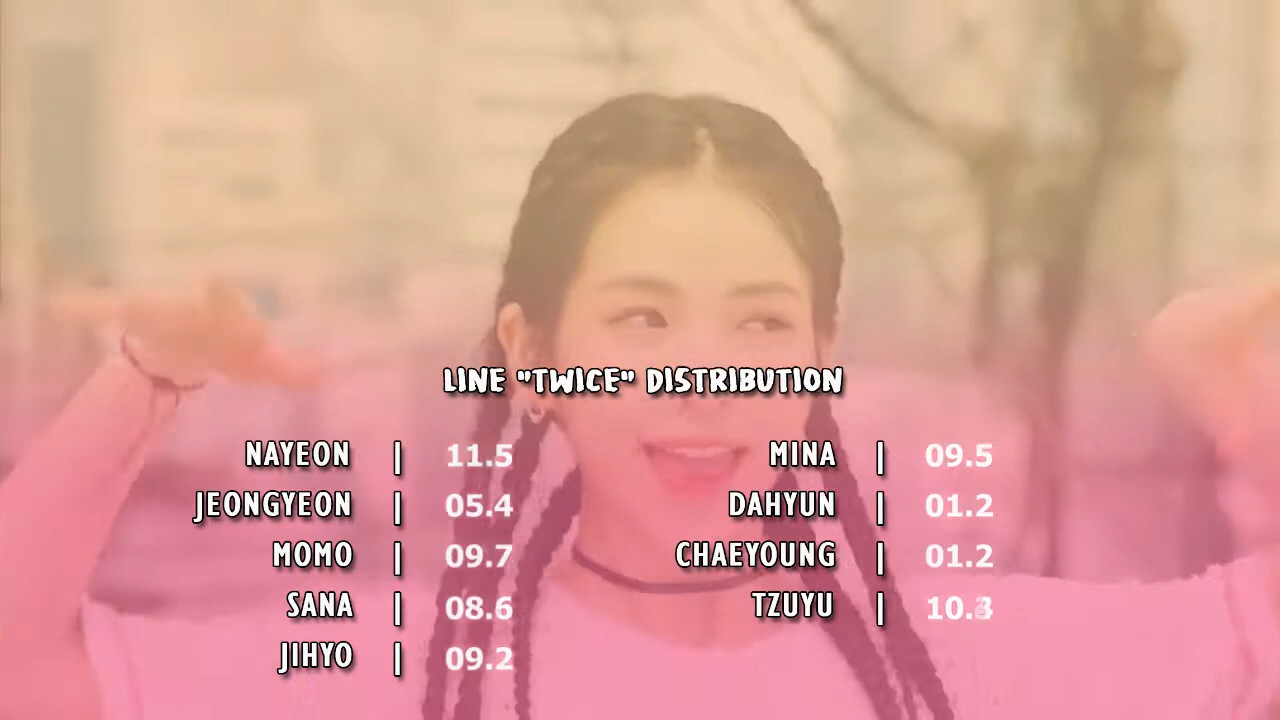 LINE "TWICE" DISTRIBUTION
NAYEON | 11.5
JEONGYEON | 05.4
MOMO | 09.7
SANA | 08.6
JIHYO | 09.2
MINA | 09.5
DAHYUN | 01.2
CHAEYOUNG | 01.2
TZUYU |